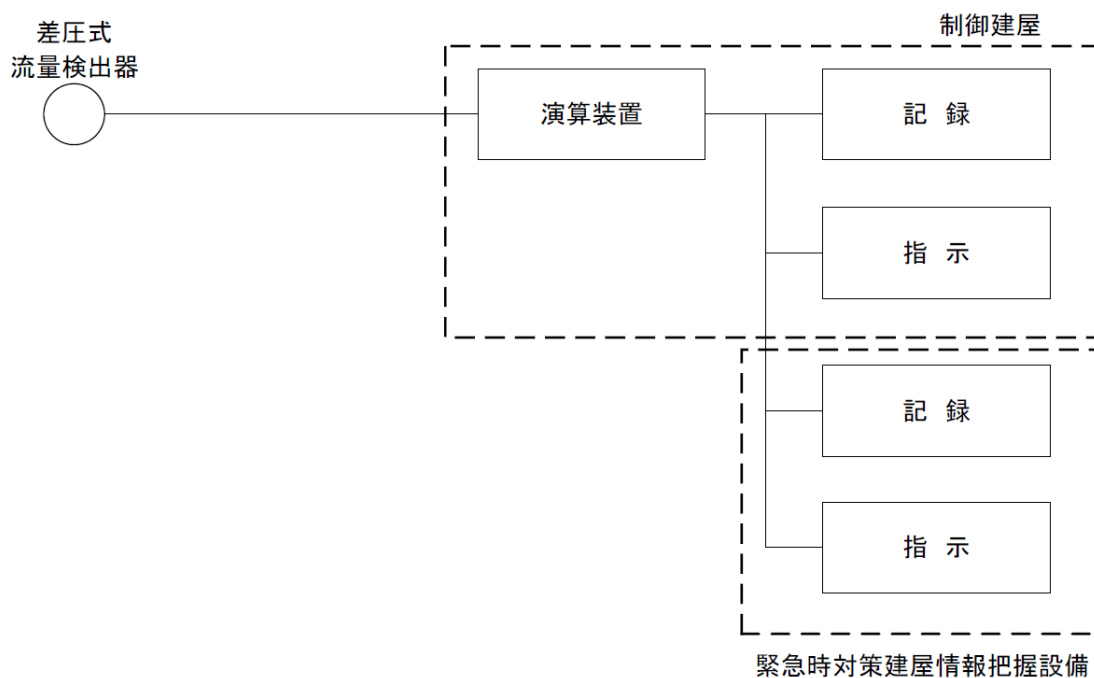 差圧式
流量検出器
制御建屋
演算装置
記 録
指 示
記 録
指 示
緊急時対策建屋情報把握設備